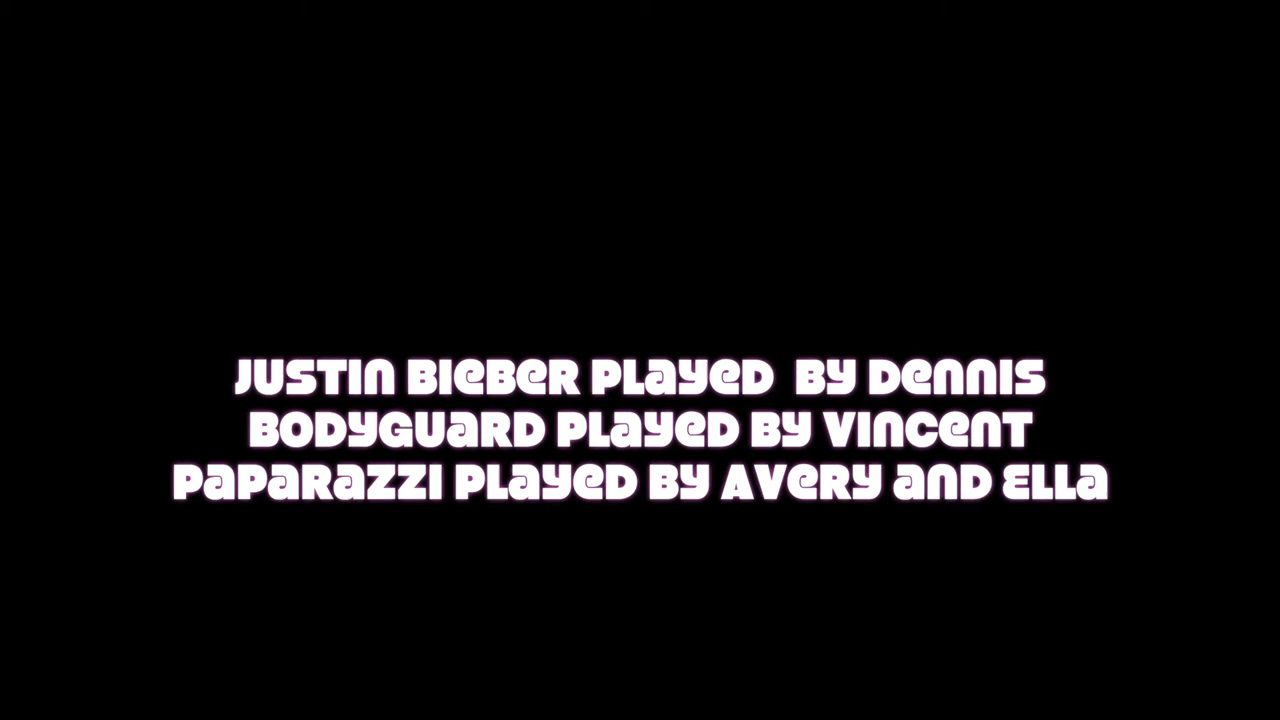 Justin Bieber played  by Dennis
Bodyguard played by Vincent
Paparazzi played by Avery and Ella